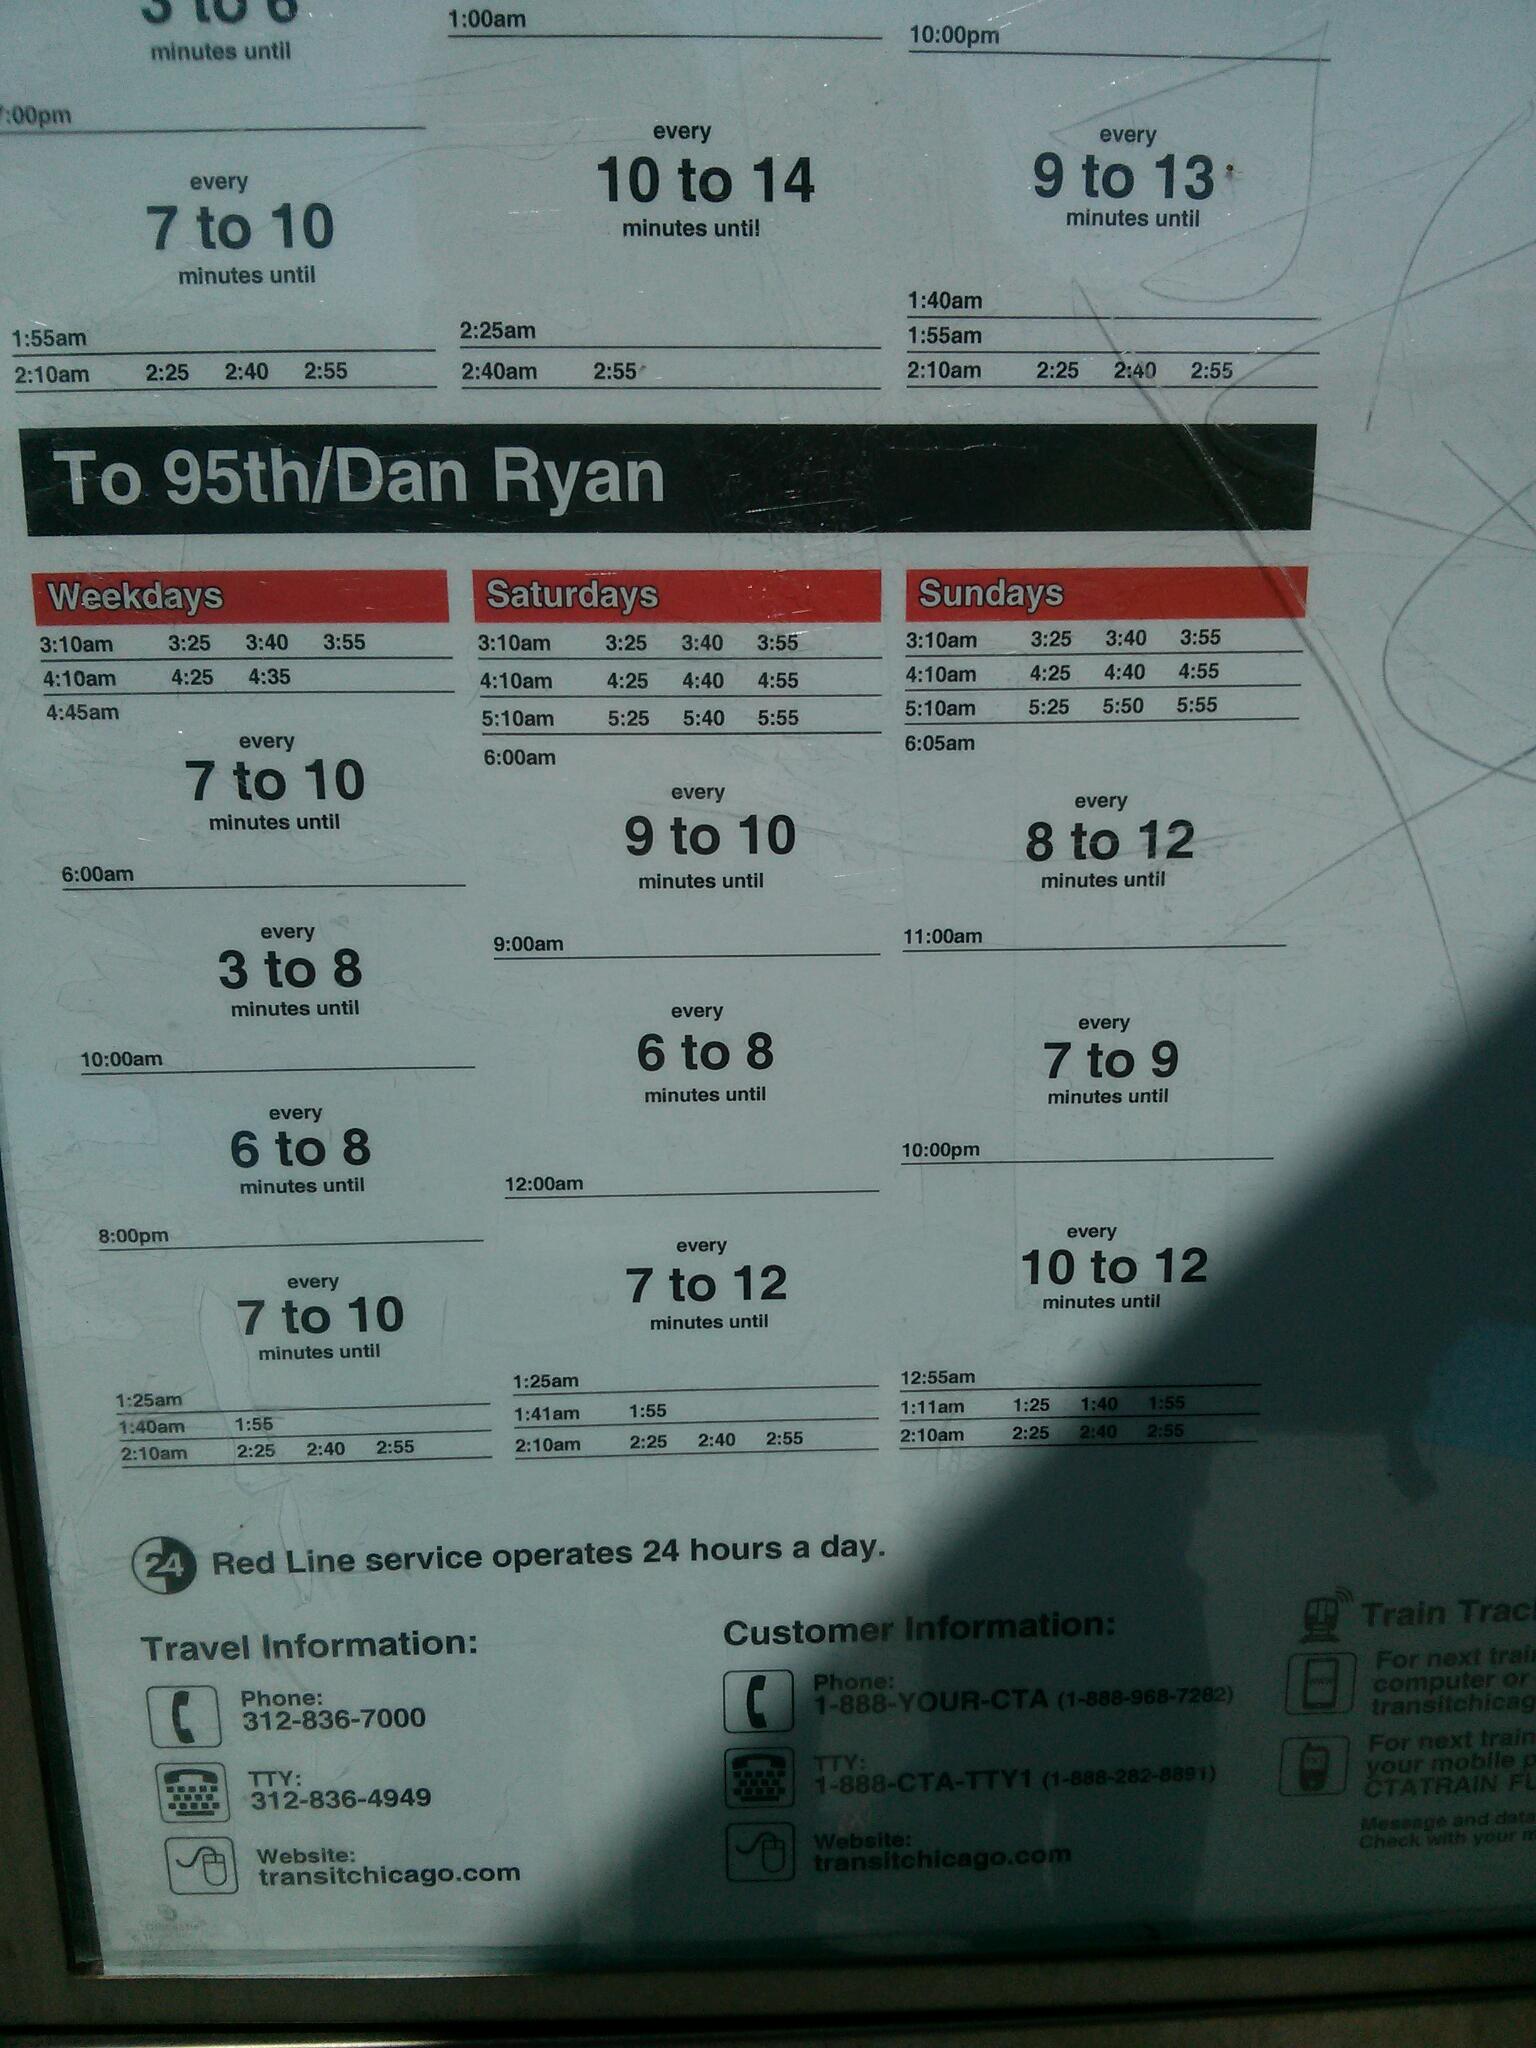 3 to 6
minutes until
7:00pm
every
7 to 10
minutes until
1:55am
2:10am 2:25 2:40 2:55
1:00am
every
10 to 14
minutes until
2:25am
2:40am 2:55
10:00pm
every
9 to 13
minutes until
1:40am
1:55am
2:10am 2:25 2:40 2:55
To 95th/Dan Ryan
Weekdays
3:10am 3:25 3:40 3:55
4:10am 4:25 4:35
4:45am
every
7 to 10
minutes until
6:00am
every
3 to 8
minutes until
10:00am
every
6 to 8
minutes until
8:00pm
every
7 to 10
minutes until
1:25am
1:40am 1:55
2:10am 2:25 2:40 2:55
Saturdays
3:10am 3:25 3:40 3:55
4:10am 4:25 4:40 4:55
5:10am 5:25 5:40 5:55
6:00am
every
9 to 10
minutes until
9:00am
every
6 to 8
minutes until
12:00am
every
7 to 12
minutes until
1:25am
1:41am 1:55
2:10am 2:25 2:40 2:55
Sundays
3:10am 3:25 3:40 3:55
4:10am 4:25 4:40 4:55
5:10am 5:25 5:50 5:55
6:05am
every
8 to 12
minutes until
11:00am
every
7 to 9
minutes until
10:00pm
every
10 to 12
minutes until
12:55am
1:11am 1:25 1:40 1:55
2:10am 2:25 2:40 2:55
24 Red Line service operates 24 hours a day.
Travel Information:
Phone:
312-836-7000
TTY:
312-836-4949
Website:
transitchicago.com
Customer Information:
Phone:
1-888-YOUR-CTA (1-888-968-7282)
TTY:
1-888-CTA-TTY1 (1-888-282-8891)
Website:
transitchicago.com
Train Trac
For next trai
computer or
transitchicag
For next train
your mobile p
CTATRAIN
Message and data
Check with your m